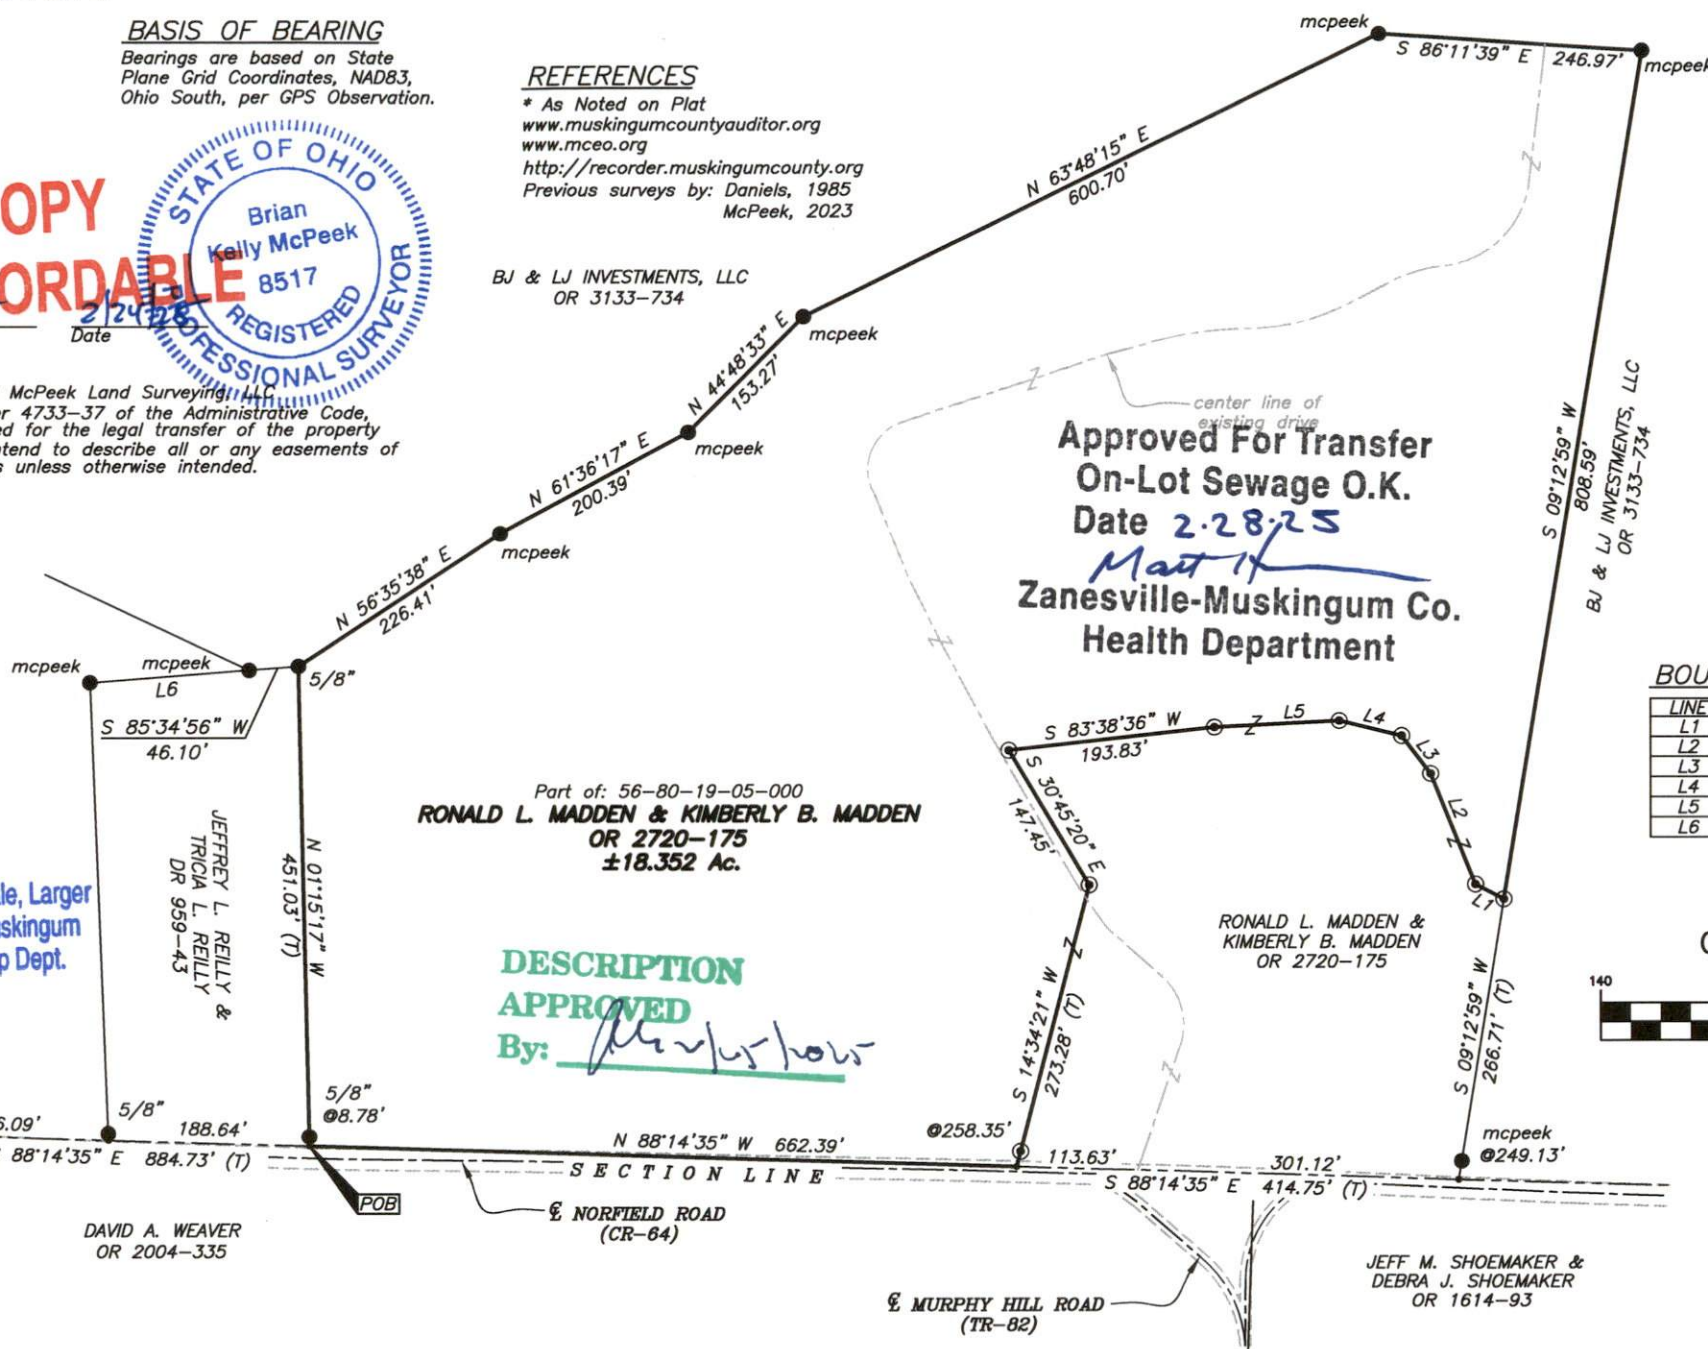 BASIS OF BEARING
Bearings are based on State
Plane Grid Coordinates, NAD83,
Ohio South, per GPS Observation.
REFERENCES
* As Noted on Plat
www.muskingumcountyauditor.org
www.mceo.org
http://recorder.muskingumcounty.org
Previous surveys by: Daniels, 1985
McPeek, 2023
OPY
ORDABLE
STATE OF OHIO
Brian
Kelly McPeek
8517
REGISTERED
PROFESSIONAL SURVEYOR
Date
McPeek Land Surveying, LLC
r 4733-37 of the Administrative Code,
ed for the legal transfer of the property
tend to describe all or any easements of
s unless otherwise intended.
BJ & LJ INVESTMENTS, LLC
OR 3133-734
mcpeek
S 86°11'39" E 246.97'
mcpeek
N 63°48'15" E
600.70'
mcpeek
N 44°48'33" E
153.27'
mcpeek
N 61°36'17" E
200.39'
mcpeek
N 56°35'38" E
226.41'
center line of
existing drive
Approved For Transfer
On-Lot Sewage O.K.
Date 2.28.25
Zanesville-Muskingum Co.
Health Department
S 09°12'59" W
808.59'
BJ & LJ INVESTMENTS, LLC
OR 3133-734
mcpeek
mcpeek
L6
5/8"
S 85°34'56" W
46.10'
S 83°38'36" W
193.83'
L5
L4
L3
L2
L1
Z
Z
Z
Z
Z
Z
Z
S 30°45'20" E
147.45'
BOU
LINE
L1
L2
L3
L4
L5
L6
Part of: 56-80-19-05-000
RONALD L. MADDEN & KIMBERLY B. MADDEN
OR 2720-175
±18.352 Ac.
JEFFREY L. REILLY &
TRICIA L. REILLY
DR 959-43
N 01°15'17" W
451.03' (T)
le, Larger
skingum
p Dept.
DESCRIPTION
APPROVED
By:
2/25/2025
RONALD L. MADDEN &
KIMBERLY B. MADDEN
OR 2720-175
S 14°34'21" W
273.28' (T)
S 09°12'59" W
266.71' (T)
140
5/8"
5/8"
@8.78'
6.09'
188.64'
88°14'35" E 884.73' (T)
N 88°14'35" W 662.39'
SECTION LINE
@258.35'
113.63'
301.12'
S 88°14'35" E 414.75' (T)
mcpeek
@249.13'
POB
℄ NORFIELD ROAD
(CR-64)
DAVID A. WEAVER
OR 2004-335
℄ MURPHY HILL ROAD
(TR-82)
JEFF M. SHOEMAKER &
DEBRA J. SHOEMAKER
OR 1614-93